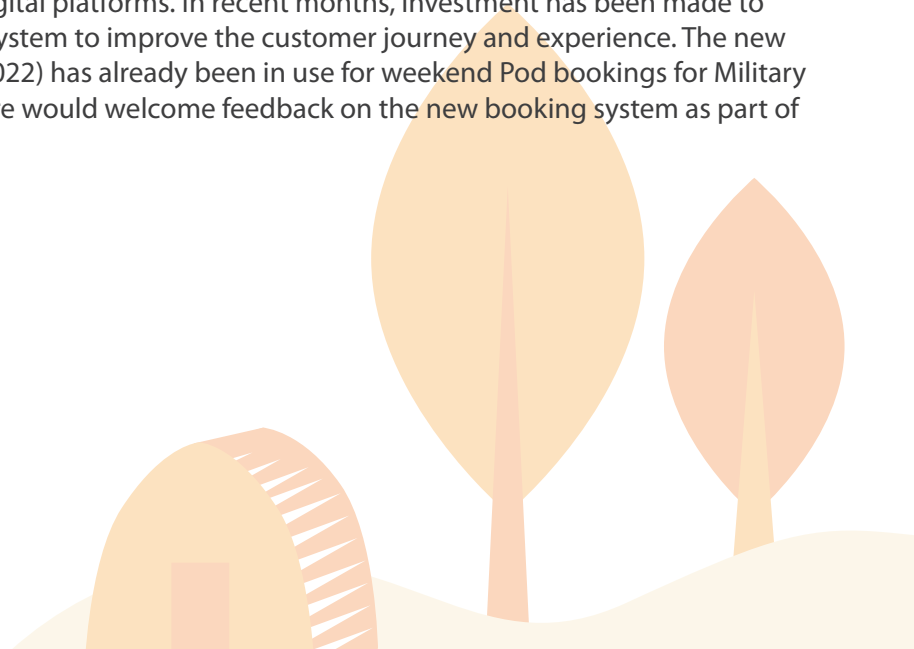 gital platforms. In recent months, investment has been made to
ystem to improve the customer journey and experience. The new
022) has already been in use for weekend Pod bookings for Military
e would welcome feedback on the new booking system as part of